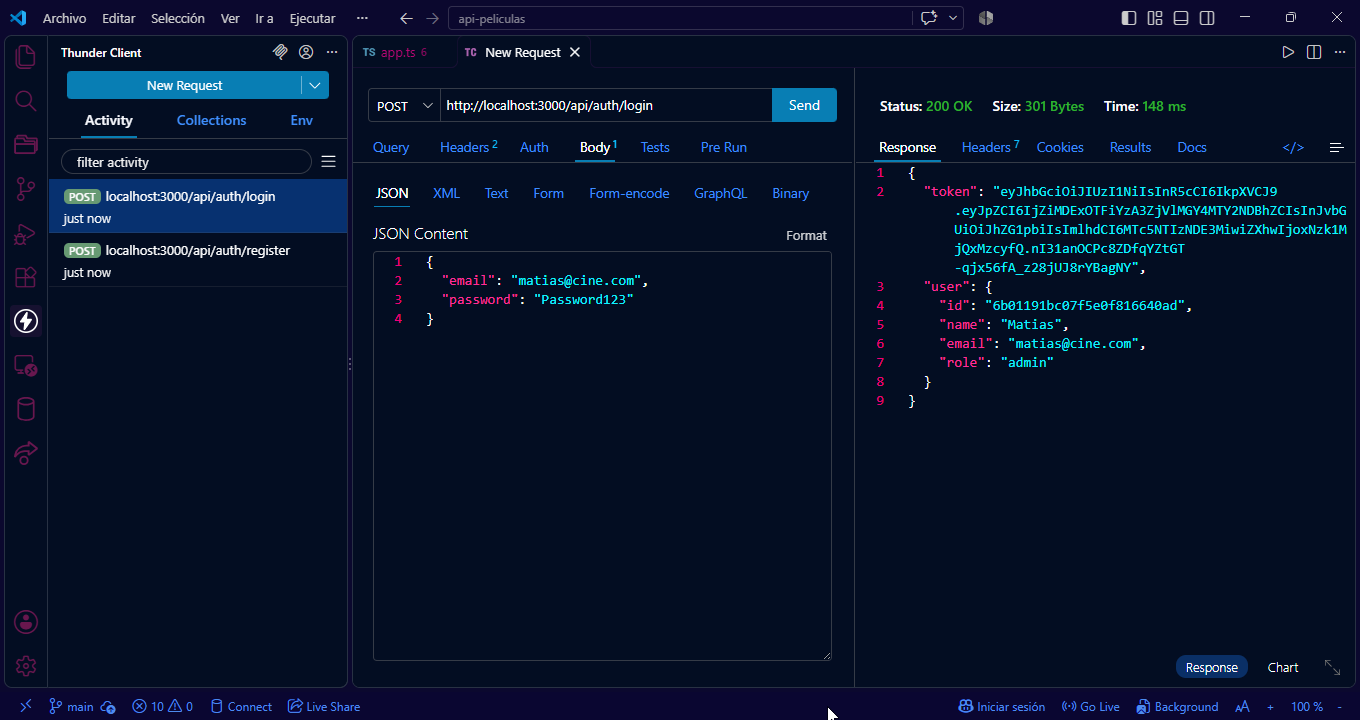 Archivo Editar Selección Ver Ir a Ejecutar ··· api-peliculas
Thunder Client
New Request
Activity Collections Env
filter activity
POST localhost:3000/api/auth/login
just now
POST localhost:3000/api/auth/register
just now
TS app.ts 6 TC New Request
POST http://localhost:3000/api/auth/login Send
Query Headers 2 Auth Body 1 Tests Pre Run
JSON XML Text Form Form-encode GraphQL Binary
JSON Content Format
1 {
2 "email": "matias@cine.com",
3 "password": "Password123"
4 }
Status: 200 OK Size: 301 Bytes Time: 148 ms
Response Headers 7 Cookies Results Docs </>
1 {
2 "token": "eyJhbGciOiJIUzI1NiIsInR5cCI6IkpXVCJ9
.eyJpZCI6IjZiMDExOTFiYzA3ZjVlMGY4MTY2NDBhZCIsInJvbG
UiOiJhZG1pbiIsImlhdCI6MTc5NTIzNDE3MiwiZXhwIjoxNzk1M
jQxMzcyfQ.nI31anOCPc8ZDfqYZtGT
-qjx56fA_z28jUJ8rYBagNY",
3 "user": {
4 "id": "6b01191bc07f5e0f816640ad",
5 "name": "Matias",
6 "email": "matias@cine.com",
7 "role": "admin"
8 }
9 }
Response Chart
main 10 0 Connect Live Share Iniciar sesión Go Live Background AA + 100 % -